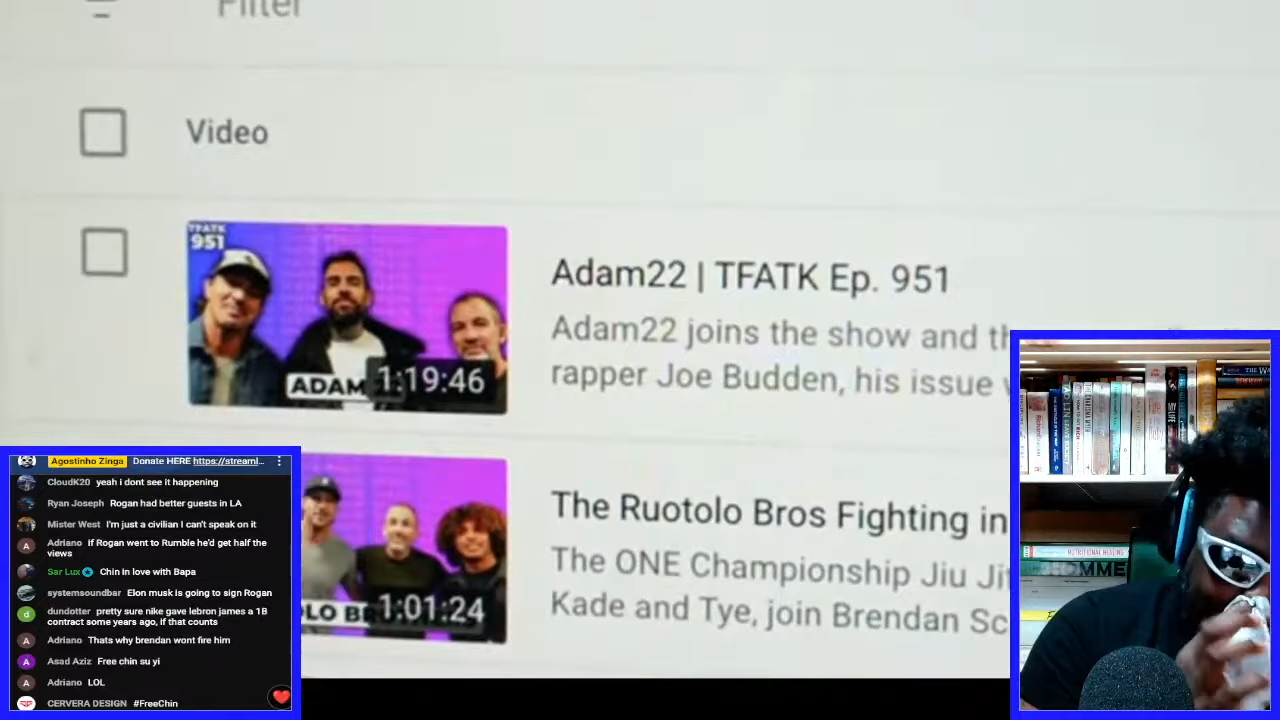 Filter
Video
TFATK
951
ADAM
1:19:46
Adam22 | TFATK Ep. 951
Adam22 joins the show and th
rapper Joe Budden, his issue
1:01:24
The Ruotolo Bros Fighting in
The ONE Championship Jiu Ji
Kade and Tye, join Brendan Sc
Agostinho Zinga Donate HERE https://streaml...
CloudK20 yeah i dont see it happening
Ryan Joseph Rogan had better guests in LA
Mister West I'm just a civilian I can't speak on it
Adriano If Rogan went to Rumble he'd get half the
views
Sar Lux Chin in love with Bapa
systemsoundbar Elon musk is going to sign Rogan
dundotter pretty sure nike gave lebron james a 1B
contract some years ago, if that counts
Adriano Thats why brendan wont fire him
Asad Aziz Free chin su yi
Adriano LOL
CERVERA DESIGN #FreeChin
NUTRITIONAL HEALING
HOMME